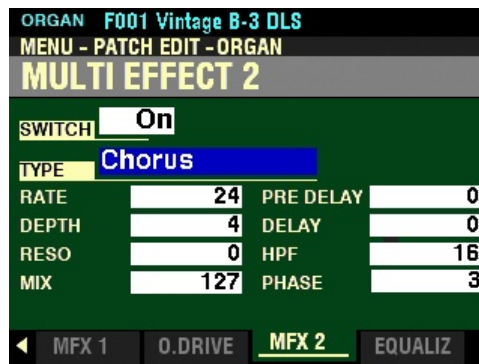 ORGAN F001 Vintage B-3 DLS
MENU - PATCH EDIT - ORGAN
MULTI EFFECT 2
SWITCH On
TYPE Chorus
RATE 24 PRE DELAY 0
DEPTH 4 DELAY 0
RESO 0 HPF 16
MIX 127 PHASE 3
MFX 1 O.DRIVE MFX 2 EQUALIZ